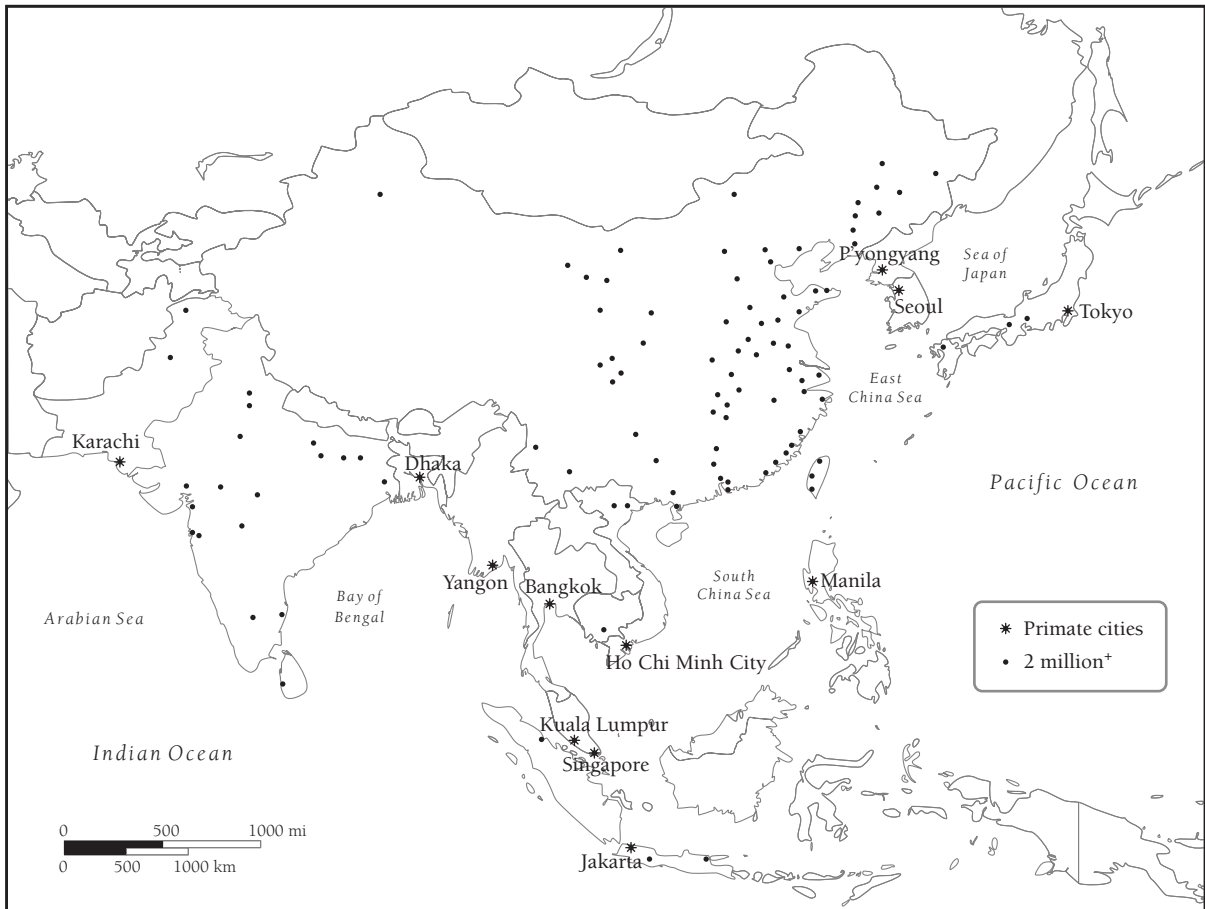 P'yongyang
Sea of
Japan
Seoul
Tokyo
East
China Sea
Karachi
Dhaka
Pacific Ocean
Yangon
Bangkok
South
China Sea
Manila
Arabian Sea
Bay of
Bengal
Primate cities
2 million+
Ho Chi Minh City
Kuala Lumpur
Indian Ocean
Singapore
0 500 1000 mi
0 500 1000 km
Jakarta